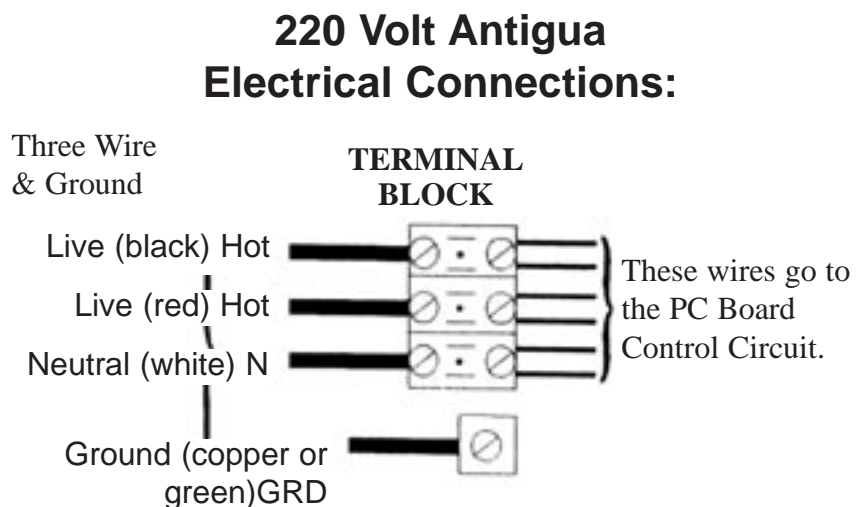 220 Volt Antigua
Electrical Connections:
Three Wire
& Ground
TERMINAL
BLOCK
Live (black) Hot
Live (red) Hot
Neutral (white) N
Ground (copper or
green)GRD
These wires go to
the PC Board
Control Circuit.